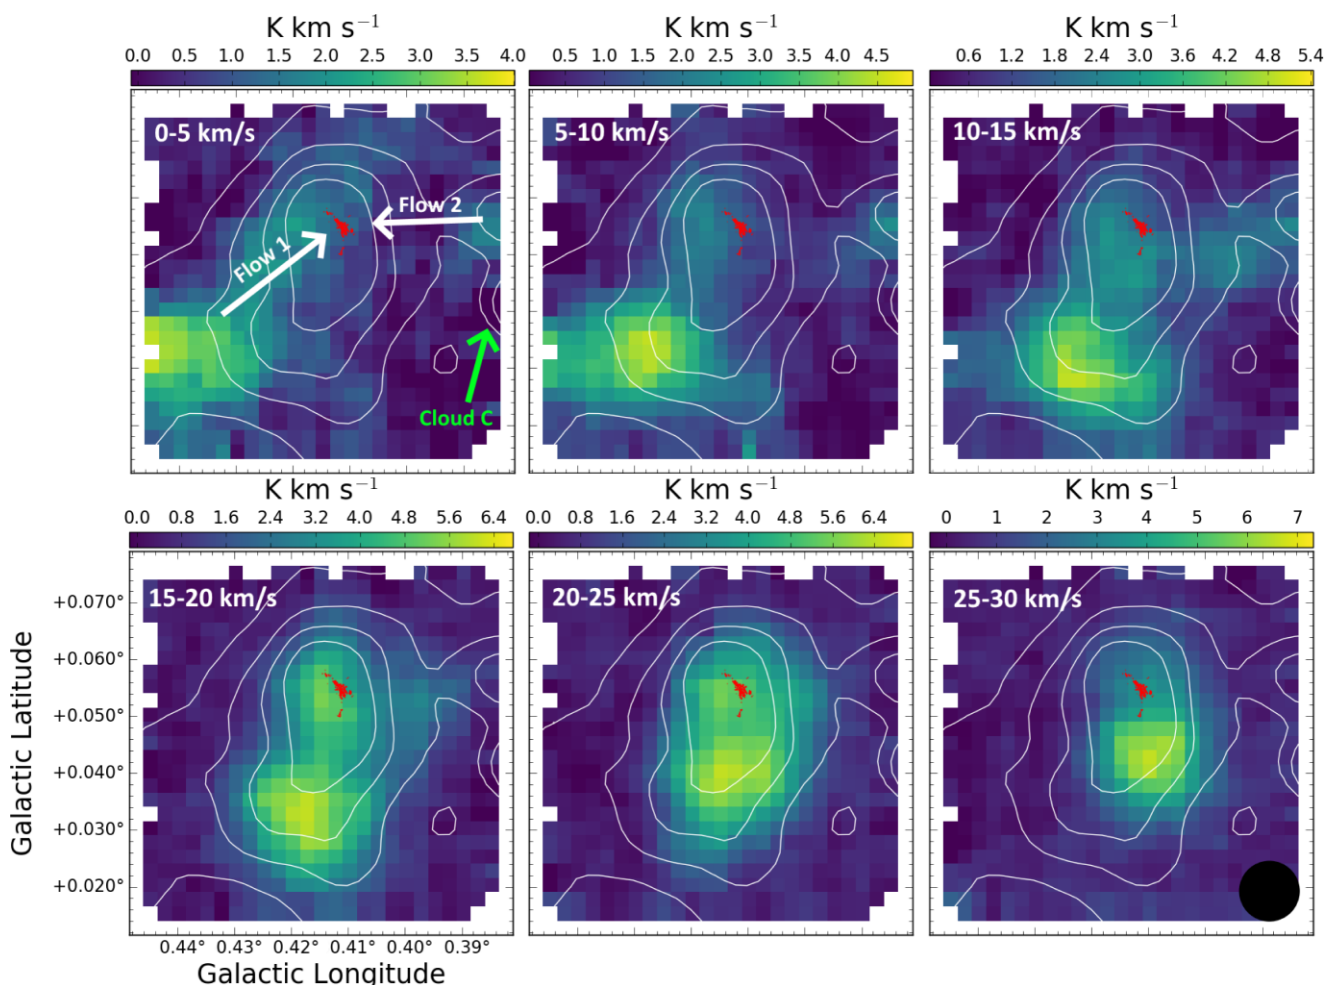 K km s⁻¹ K km s⁻¹ K km s⁻¹
0.0 0.5 1.0 1.5 2.0 2.5 3.0 3.5 4.0 0.5 1.0 1.5 2.0 2.5 3.0 3.5 4.0 4.5 0.6 1.2 1.8 2.4 3.0 3.6 4.2 4.8 5.4
0-5 km/s 5-10 km/s 10-15 km/s
Flow 2
Flow 1
Cloud C
K km s⁻¹ K km s⁻¹ K km s⁻¹
0.0 0.8 1.6 2.4 3.2 4.0 4.8 5.6 6.4 0.0 0.8 1.6 2.4 3.2 4.0 4.8 5.6 6.4 0 1 2 3 4 5 6 7
15-20 km/s 20-25 km/s 25-30 km/s
+0.070°
+0.060°
+0.050°
+0.040°
+0.030°
+0.020°
Galactic Latitude
0.44° 0.43° 0.42° 0.41° 0.40° 0.39°
Galactic Longitude